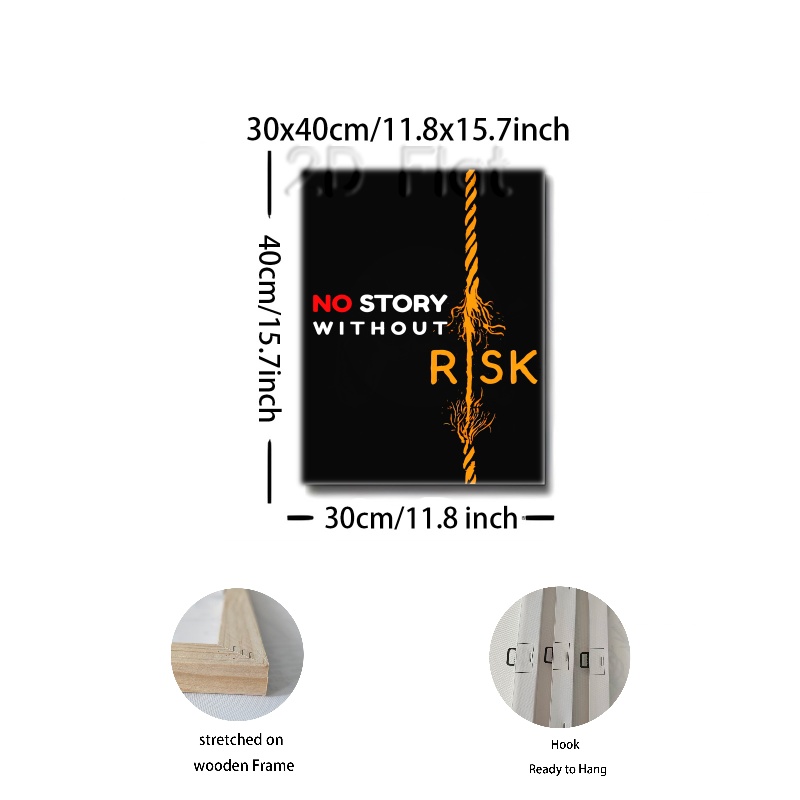 30x40cm/11.8x15.7inch
2D Flat
40cm/15.7inch
NO STORY
WITHOUT
RISK
30cm/11.8 inch
stretched on
wooden Frame
Hook
Ready to Hang